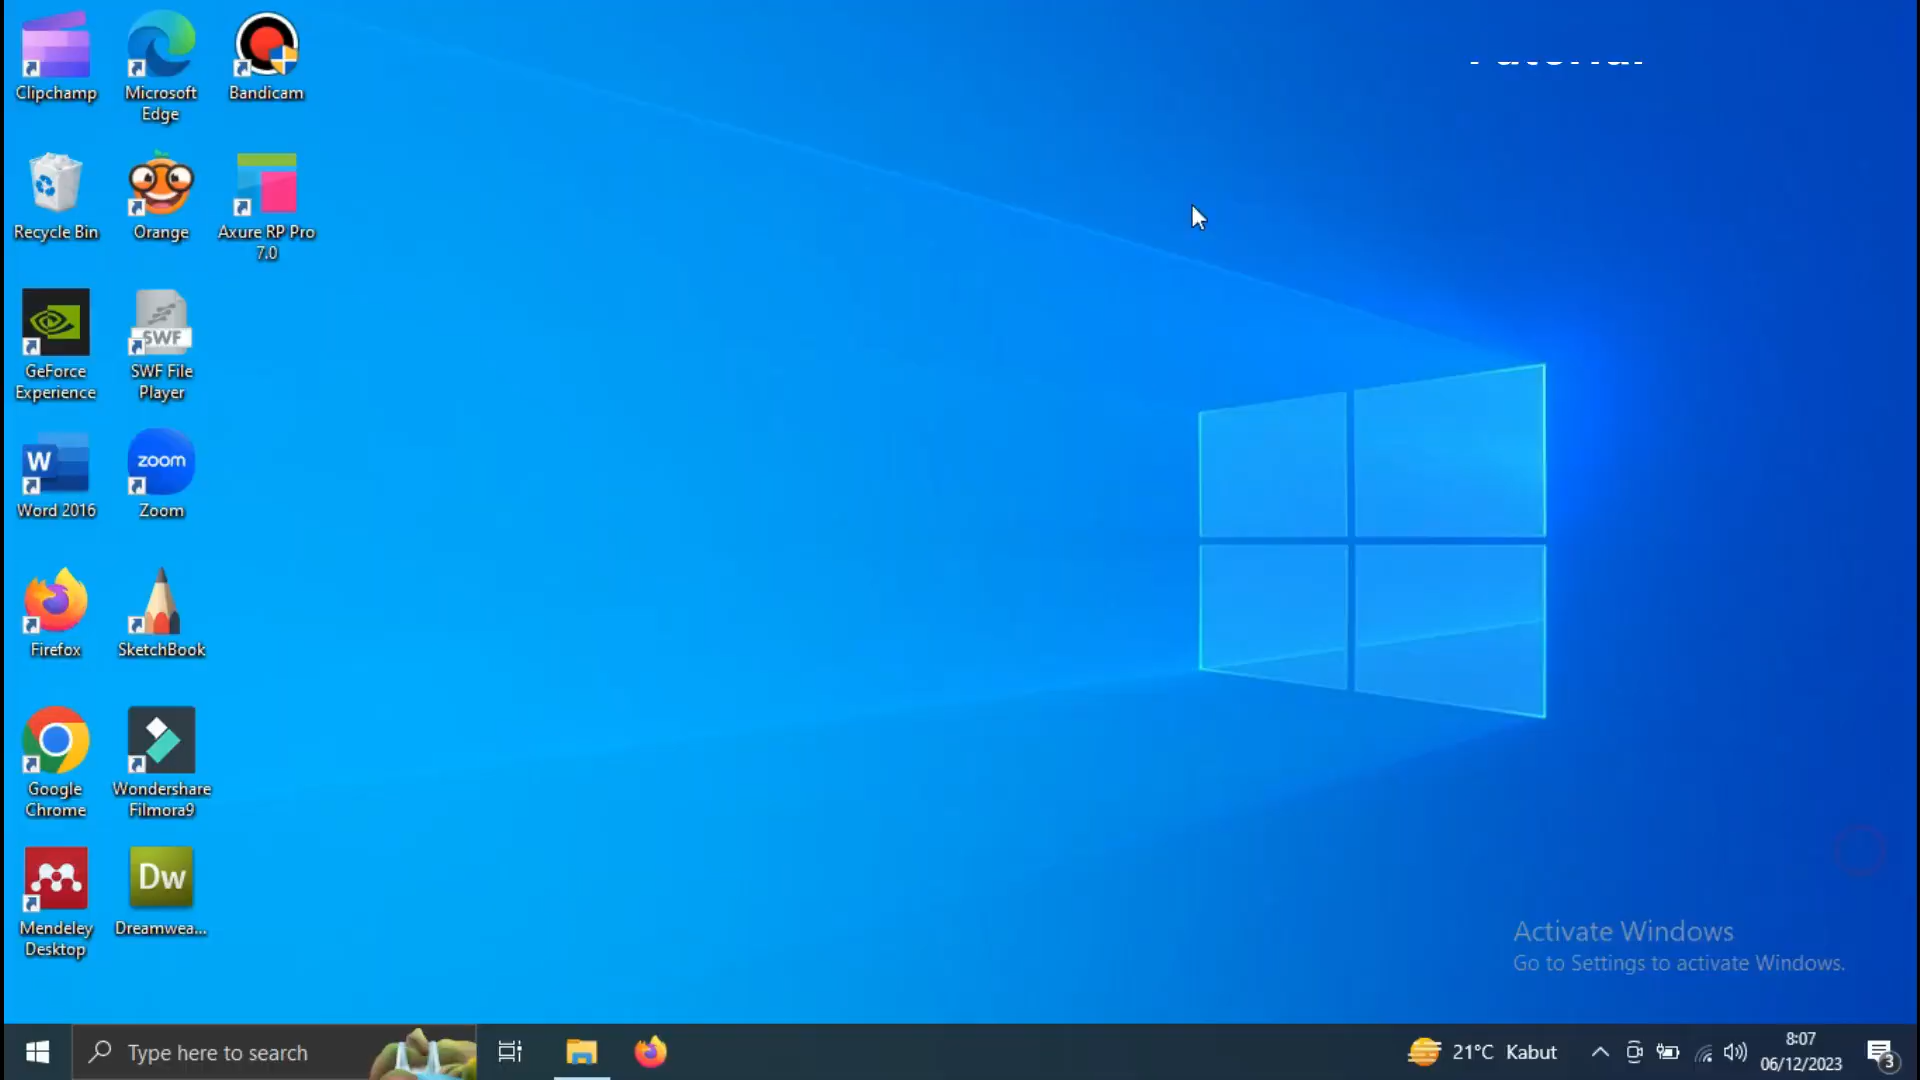 Clipchamp
Microsoft
Edge
Bandicam
Recycle Bin
Orange
Axure RP Pro
7.0
GeForce
Experience
SWF
SWF File
Player
W
Word 2016
zoom
Zoom
Firefox
SketchBook
Google
Chrome
Wondershare
Filmora9
Mendeley
Desktop
Dw
Dreamwea...
Activate Windows
Go to Settings to activate Windows.
Type here to search
21°C Kabut
8:07
06/12/2023
3